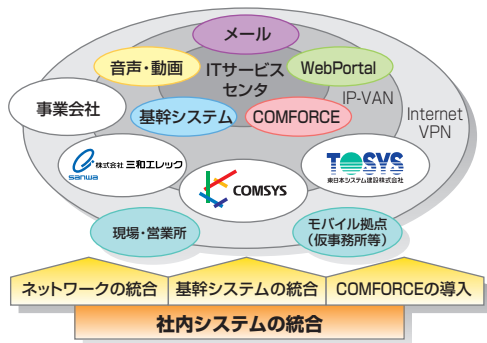 メール
音声・動画
ITサービス
センタ
WebPortal
IP-VAN
Internet
VPN
事業会社
基幹システム
COMFORCE
sanwa
株式会社 三和エレック
COMSYS
TOSYS
東日本システム建設株式会社
現場・営業所
モバイル拠点
（仮事務所等）
ネットワークの統合
基幹システムの統合
COMFORCEの導入
社内システムの統合